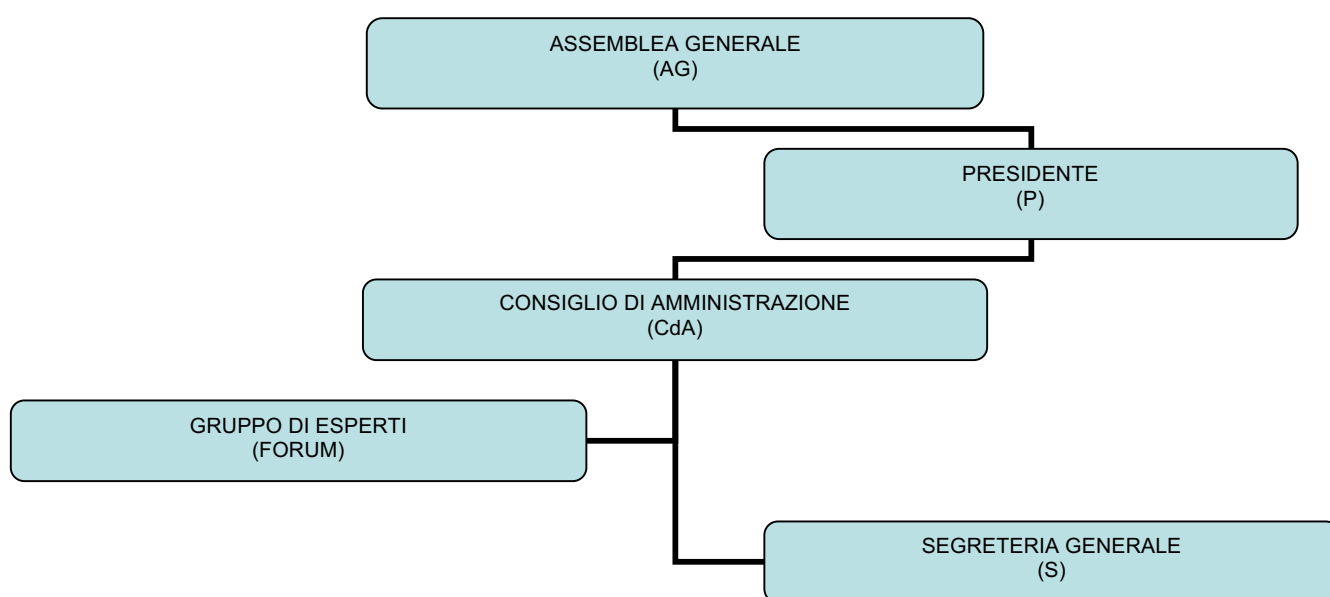 ASSEMBLEA GENERALE
(AG)
PRESIDENTE
(P)
CONSIGLIO DI AMMINISTRAZIONE
(CdA)
GRUPPO DI ESPERTI
(FORUM)
SEGRETERIA GENERALE
(S)